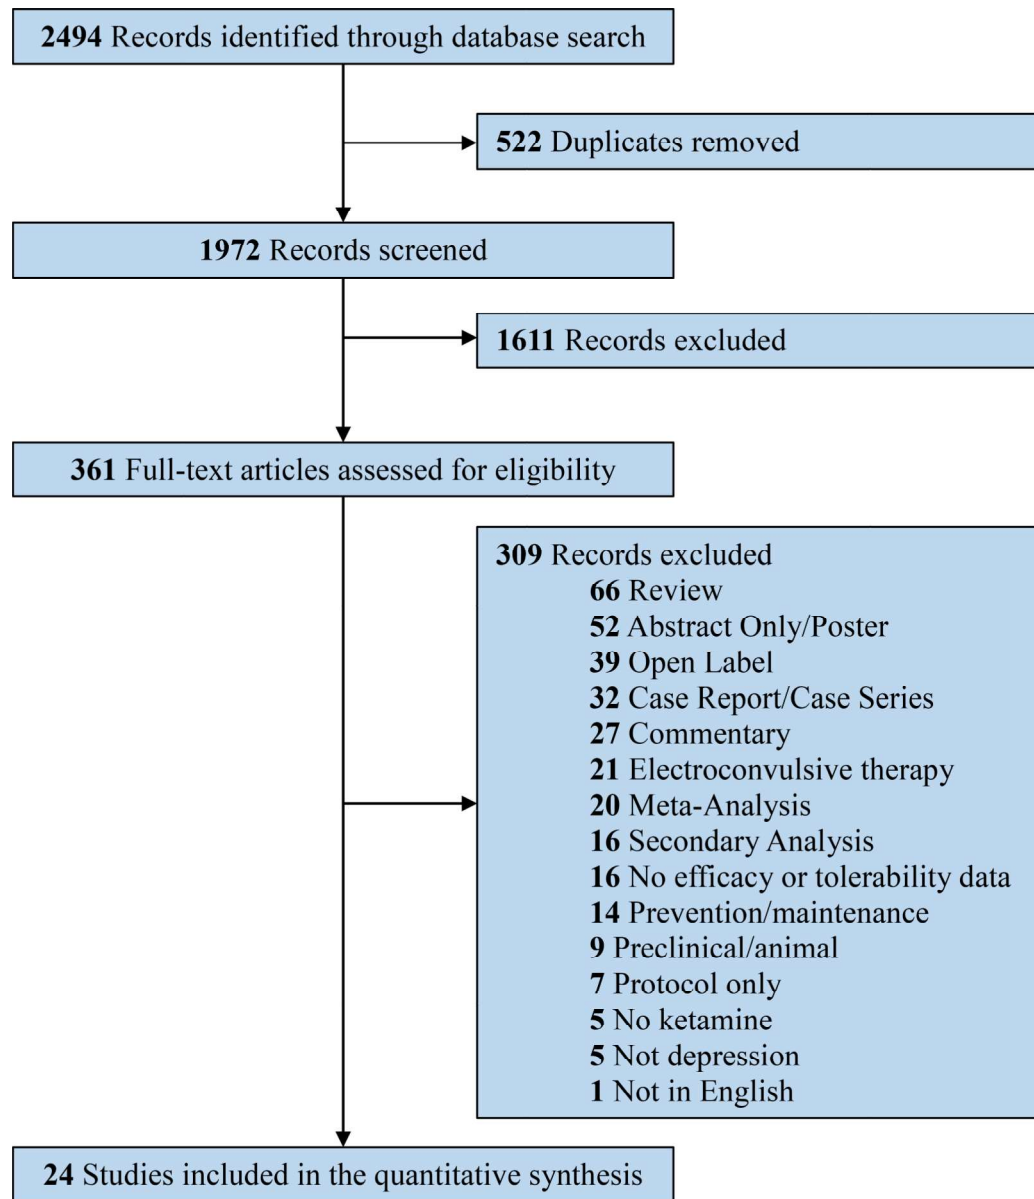 2494 Records identified through database search
522 Duplicates removed
1972 Records screened
1611 Records excluded
361 Full-text articles assessed for eligibility
309 Records excluded
66 Review
52 Abstract Only/Poster
39 Open Label
32 Case Report/Case Series
27 Commentary
21 Electroconvulsive therapy
20 Meta-Analysis
16 Secondary Analysis
16 No efficacy or tolerability data
14 Prevention/maintenance
9 Preclinical/animal
7 Protocol only
5 No ketamine
5 Not depression
1 Not in English
24 Studies included in the quantitative synthesis